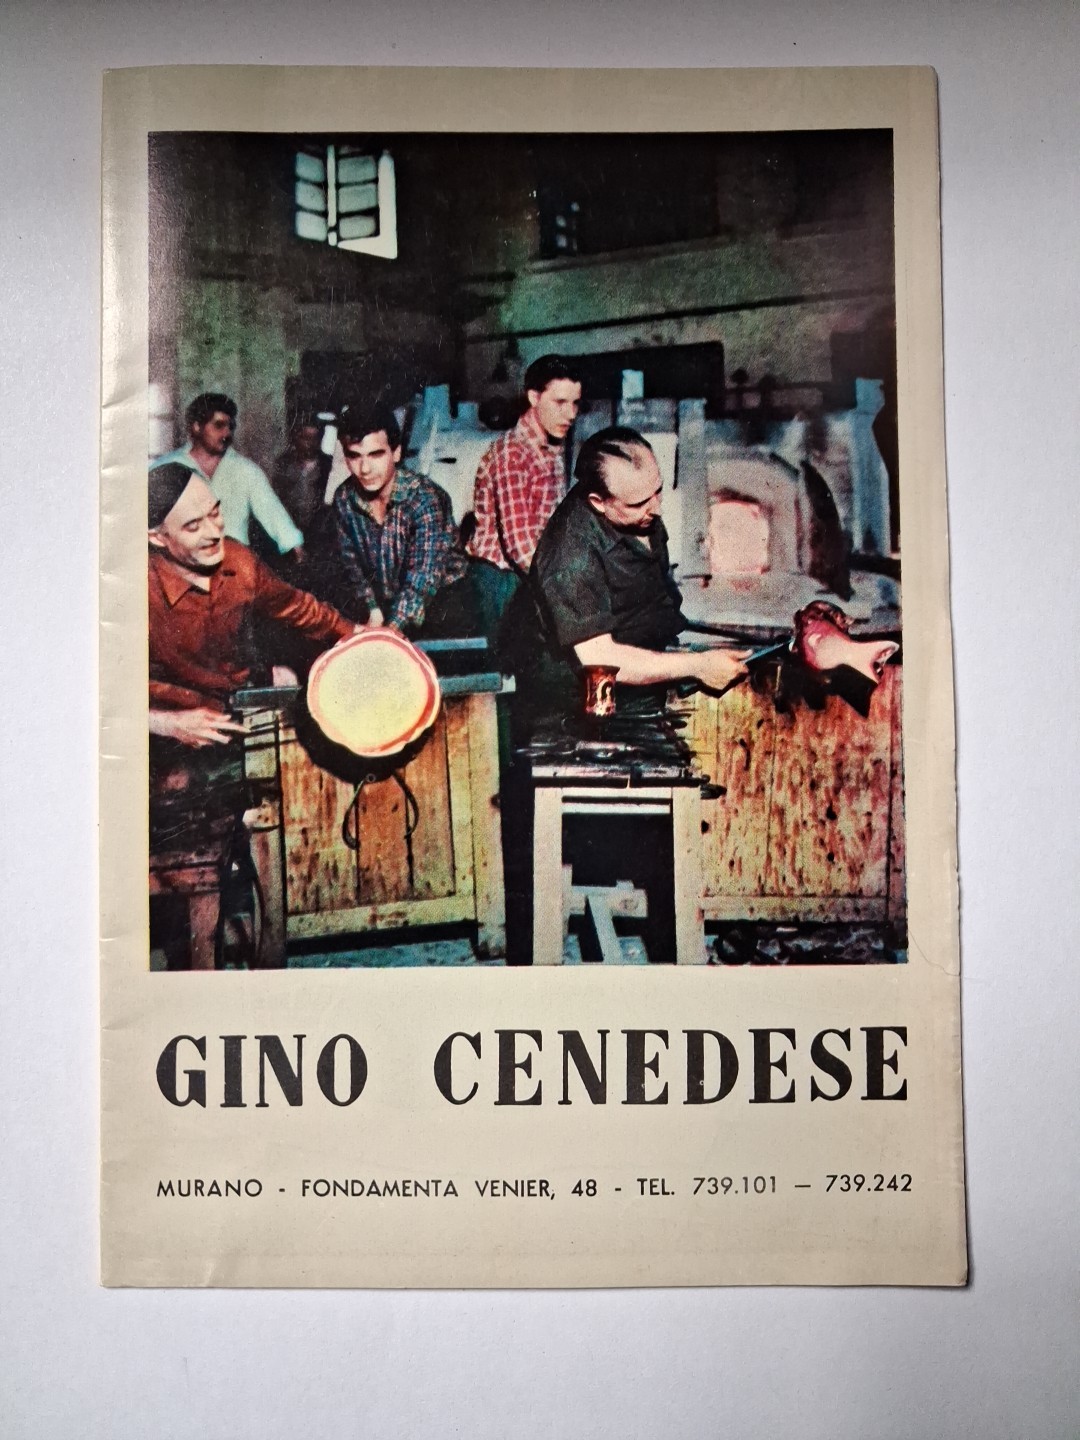 GINO CENEDESE
MURANO - FONDAMENTA VENIER, 48 - TEL. 739.101 — 739.242